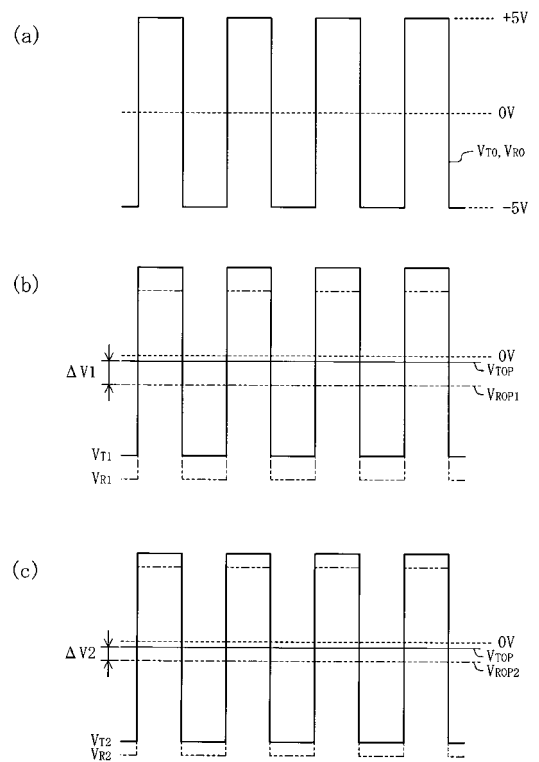 (a)
+5V
0V
VT0, VR0
-5V
(b)
0V
ΔV1
VTOP
VROP1
VT1
VR1
(c)
0V
ΔV2
VTOP
VROP2
VT2
VR2